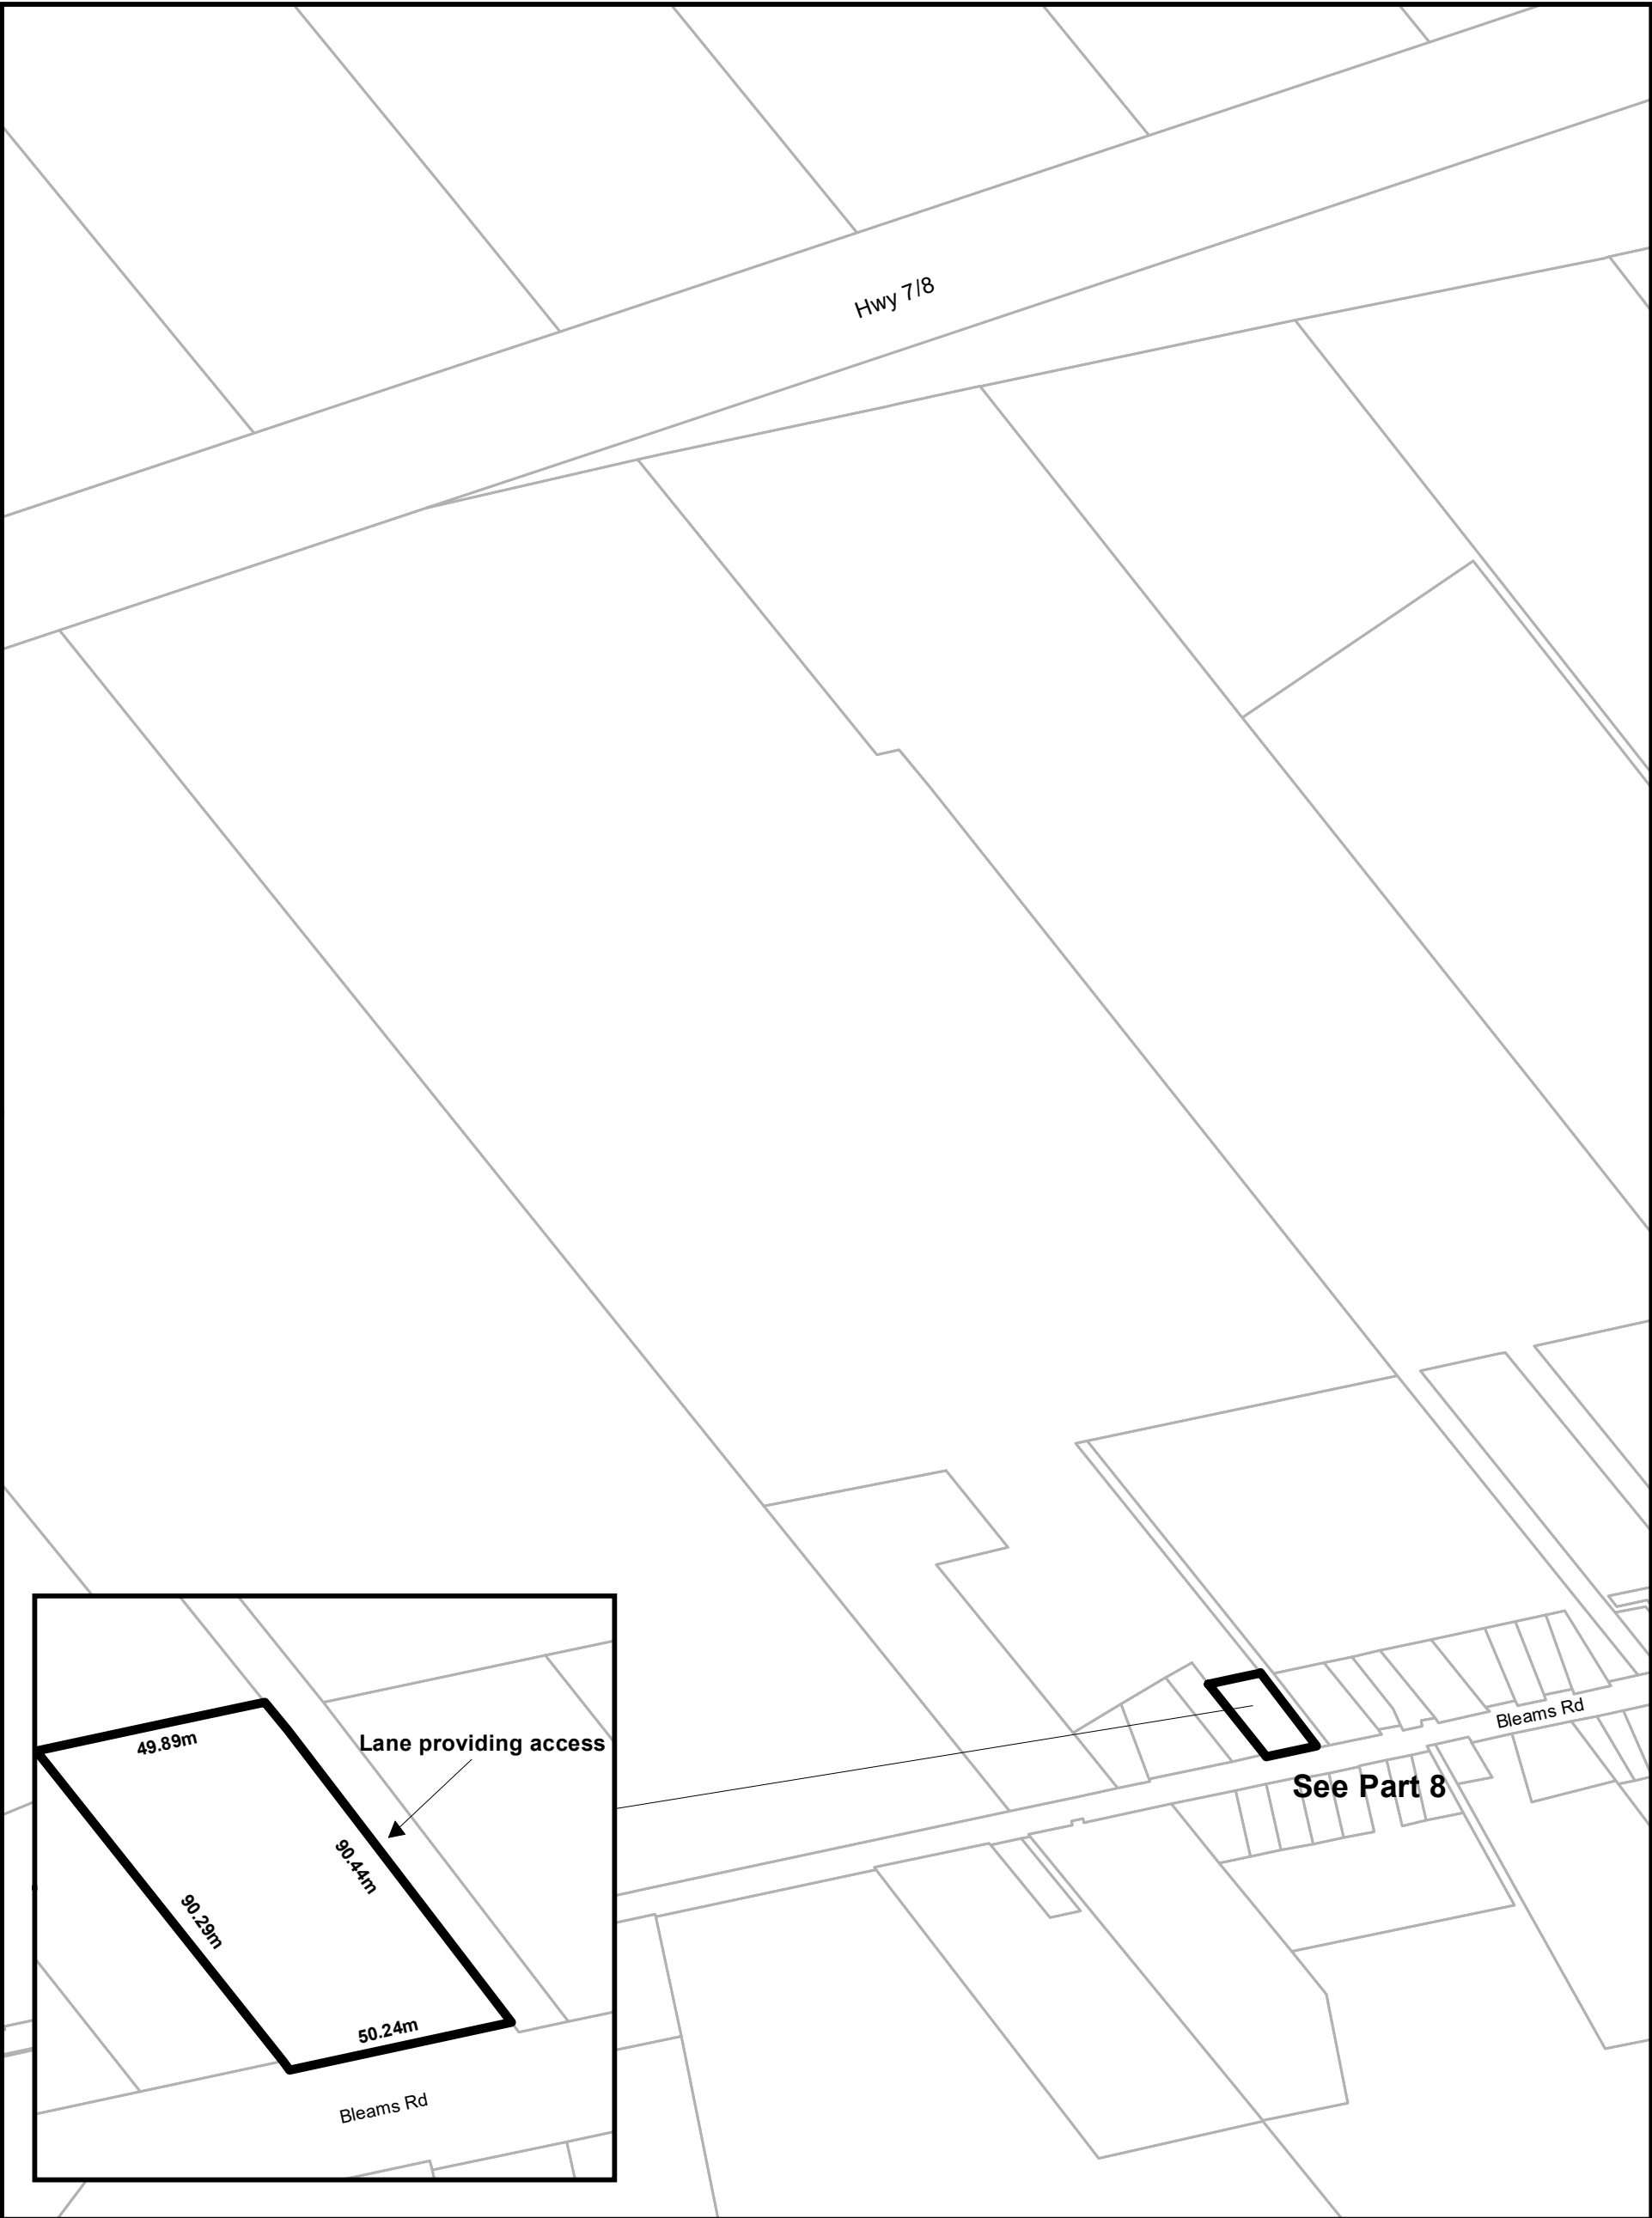 Hwy 7/8
Bleams Rd
See Part 8
Lane providing access
49.89m
90.44m
90.29m
50.24m
Bleams Rd